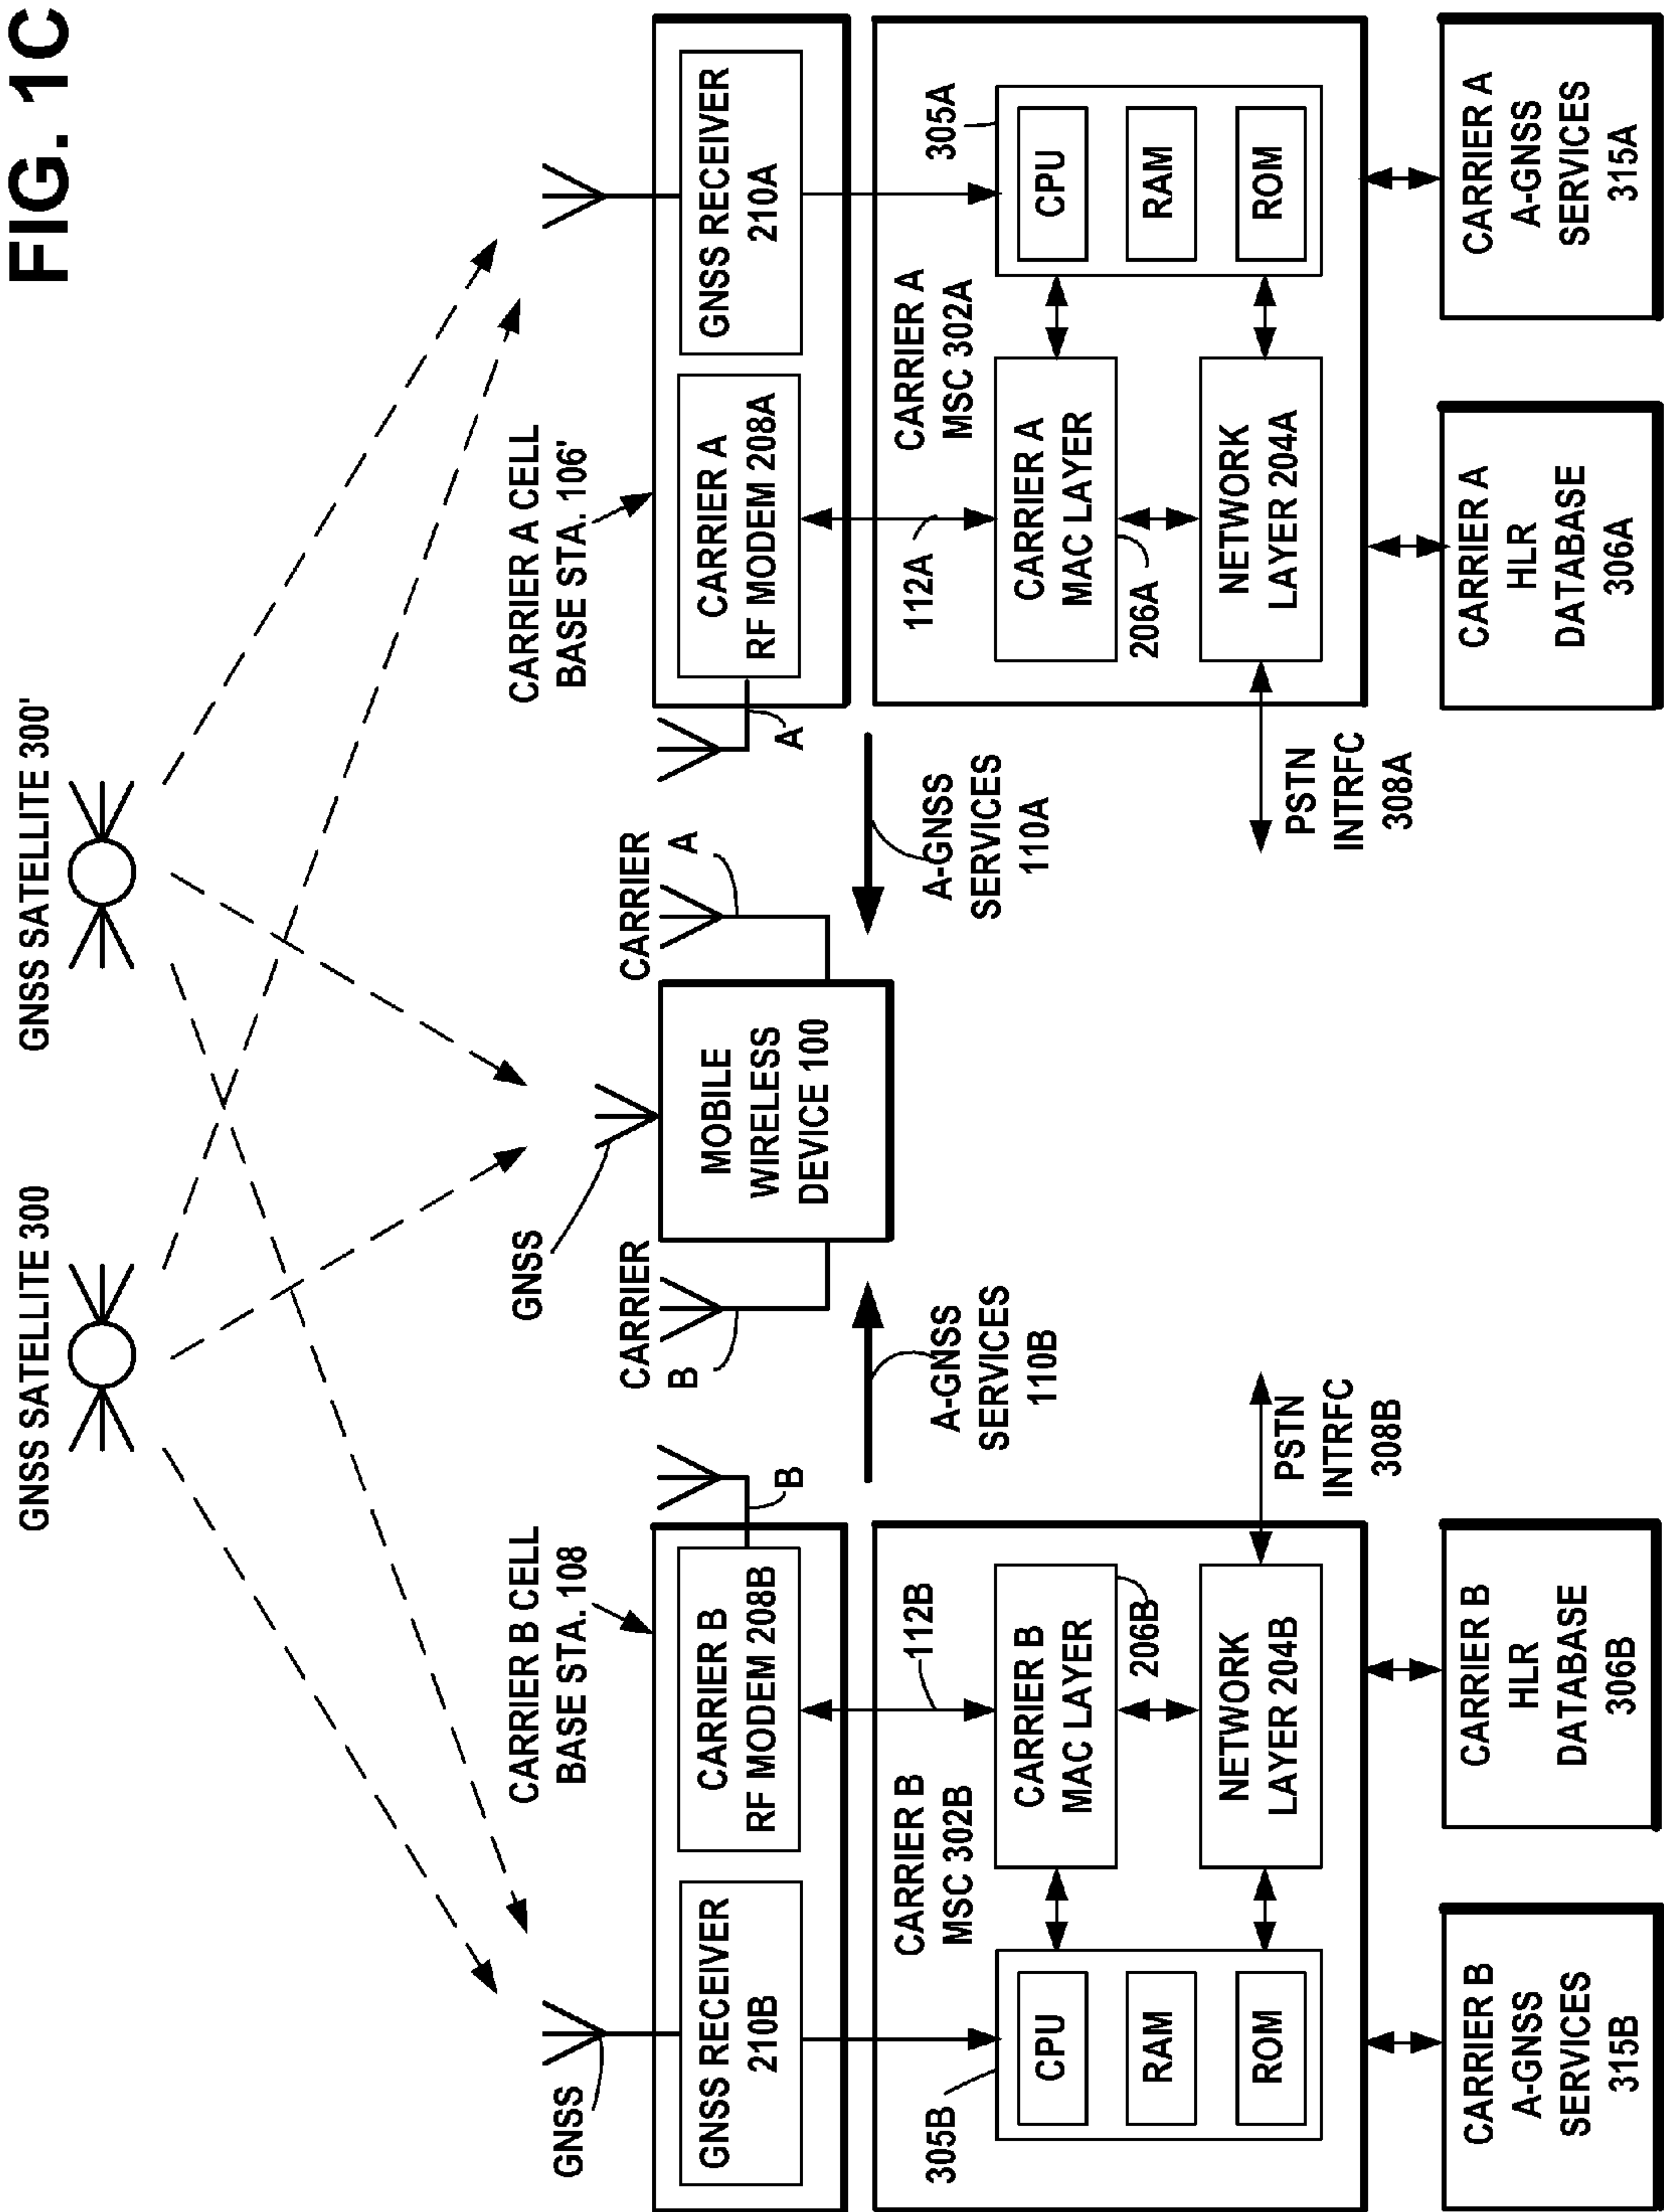 FIG. 1C
GNSS SATELLITE 300
GNSS SATELLITE 300'
CARRIER B CELL
BASE STA. 108
GNSS
GNSS RECEIVER
210B
CARRIER B
RF MODEM 208B
B
GNSS
CARRIER
B
MOBILE
WIRELESS
DEVICE 100
CARRIER
A
CARRIER A CELL
BASE STA. 106'
A
CARRIER A
RF MODEM 208A
GNSS RECEIVER
210A
A-GNSS
SERVICES
110B
A-GNSS
SERVICES
110A
CARRIER B
MSC 302B
305B
CPU
RAM
ROM
112B
CARRIER B
MAC LAYER
206B
NETWORK
LAYER 204B
PSTN
INTRFC
308B
CARRIER A
MSC 302A
112A
CARRIER A
MAC LAYER
206A
NETWORK
LAYER 204A
305A
CPU
RAM
ROM
PSTN
INTRFC
308A
CARRIER B
A-GNSS
SERVICES
315B
CARRIER B
HLR
DATABASE
306B
CARRIER A
HLR
DATABASE
306A
CARRIER A
A-GNSS
SERVICES
315A